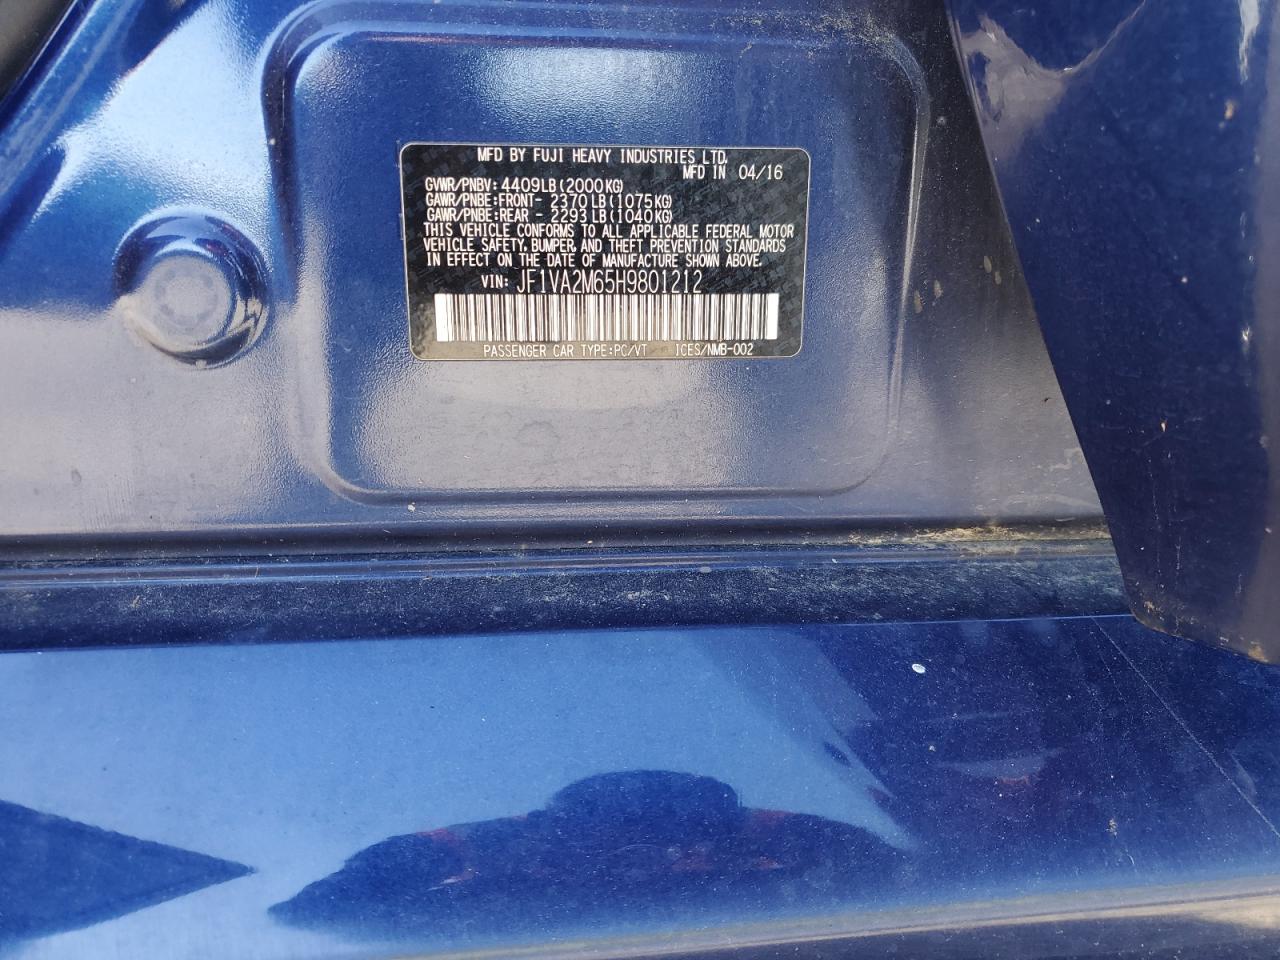 MFD BY FUJI HEAVY INDUSTRIES LTD.
MFD IN 04/16
GVWR/PNBV: 4409LB(2000KG)
GAWR/PNBE:FRONT- 2370LB(1075KG)
GAWR/PNBE:REAR - 2293LB(1040KG)
THIS VEHICLE CONFORMS TO ALL APPLICABLE FEDERAL MOTOR
VEHICLE SAFETY, BUMPER, AND THEFT PREVENTION STANDARDS
IN EFFECT ON THE DATE OF MANUFACTURE SHOWN ABOVE.
VIN: JF1VA2M65H9801212
PASSENGER CAR TYPE:PC/VT ICES/NMB-002